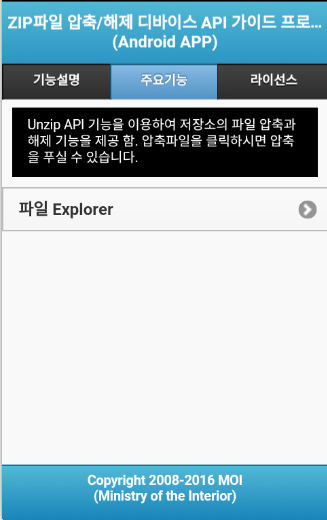 ZIP파일 압축/해제 디바이스 API 가이드 프로...
(Android APP)
기능설명
주요기능
라이선스
Unzip API 기능을 이용하여 저장소의 파일 압축과
해제 기능을 제공 함. 압축파일을 클릭하시면 압축
을 푸실 수 있습니다.
파일 Explorer
Copyright 2008-2016 MOI
(Ministry of the Interior)